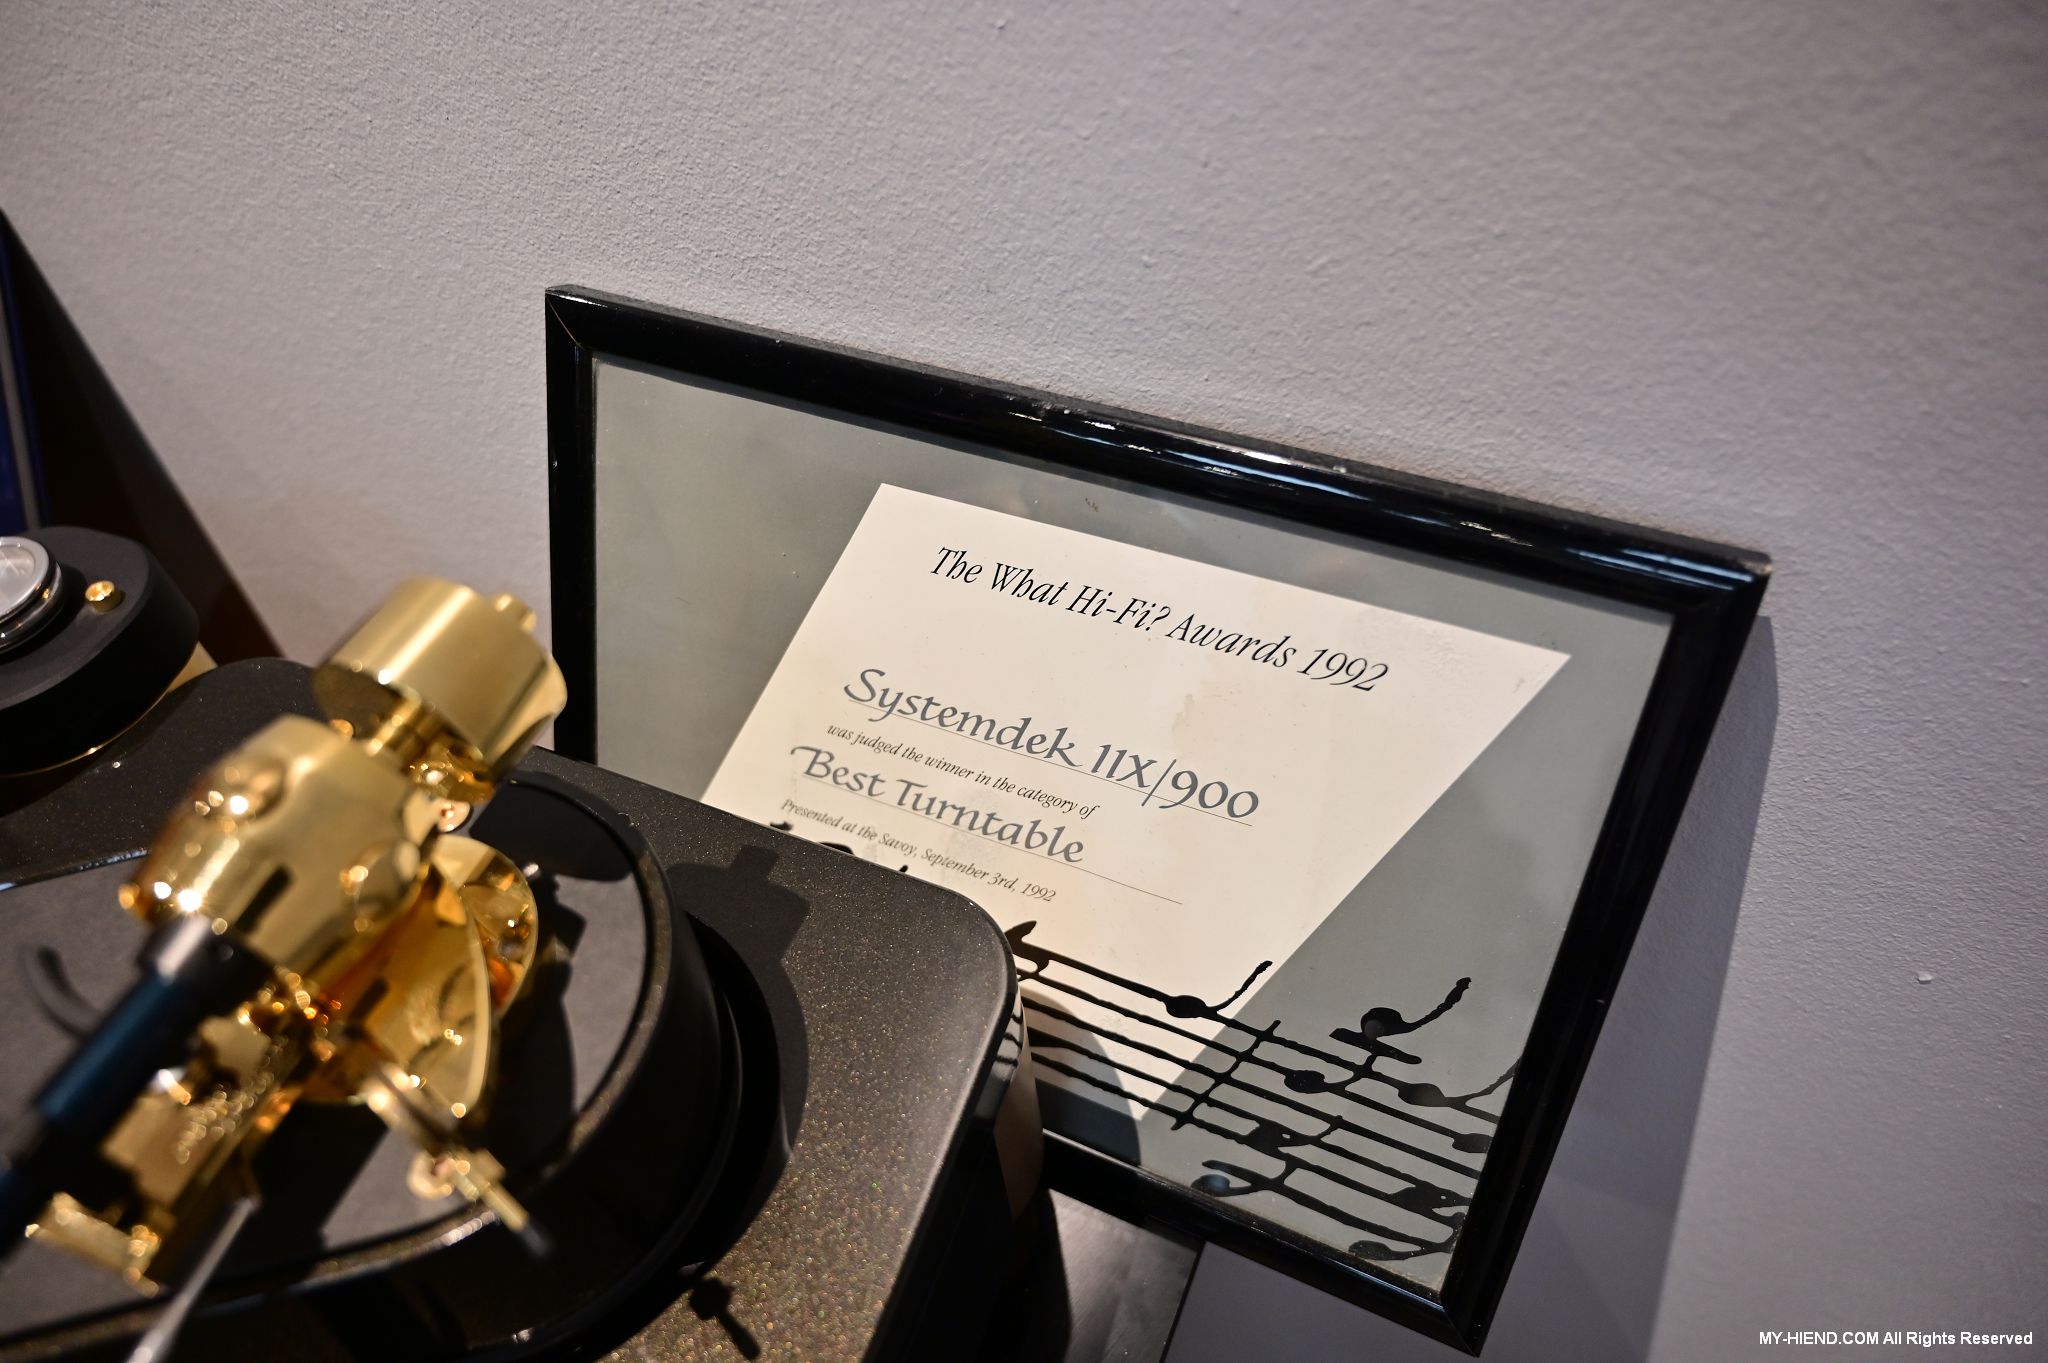 The What Hi-Fi? Awards 1992
Systemdek IIX/900
was judged the winner in the category of
Best Turntable
Presented at the Savoy, September 3rd, 1992
MY-HIEND.COM All Rights Reserved